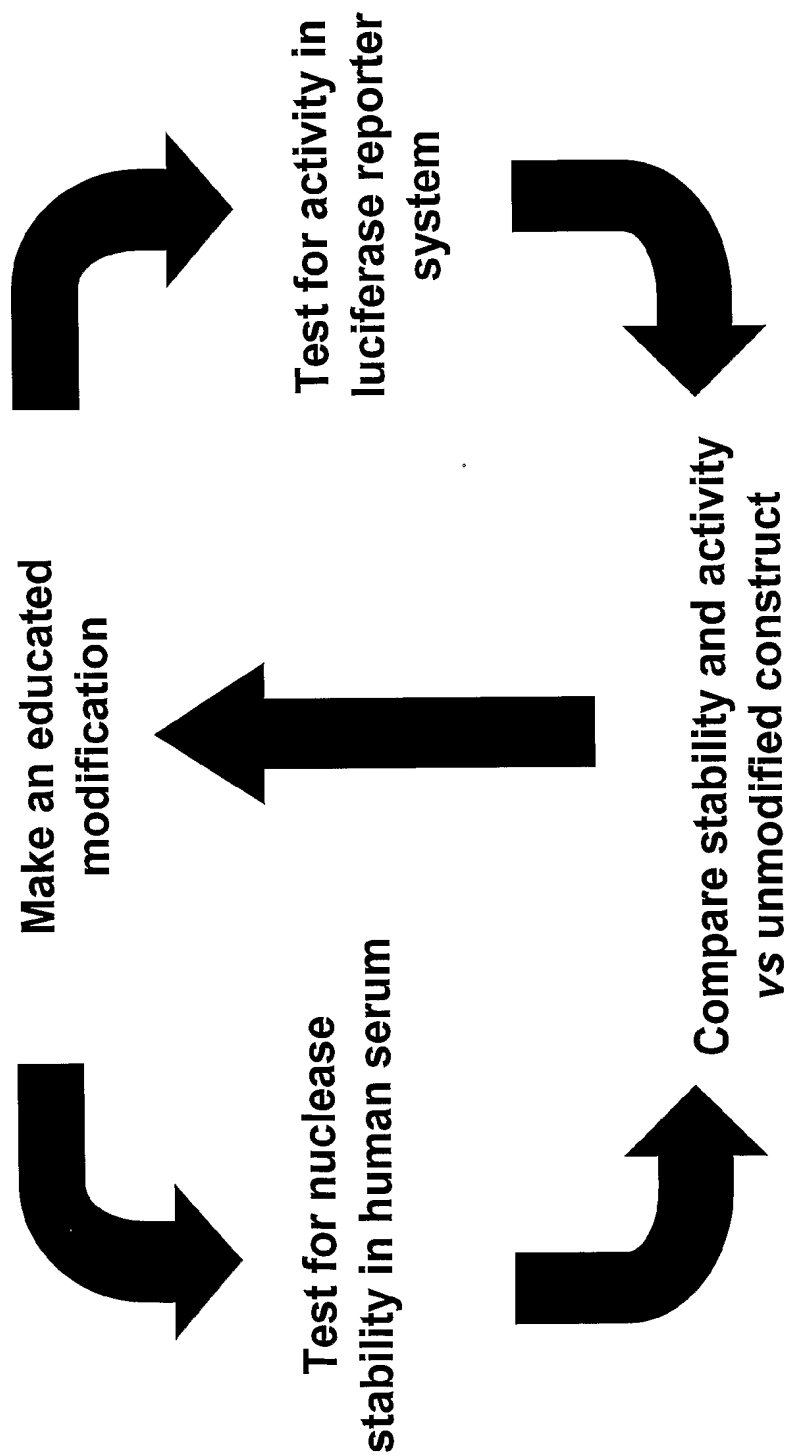 Make an educated
modification
Test for nuclease
stability in human serum
Test for activity in
luciferase reporter
system
Compare stability and activity
vs unmodified construct